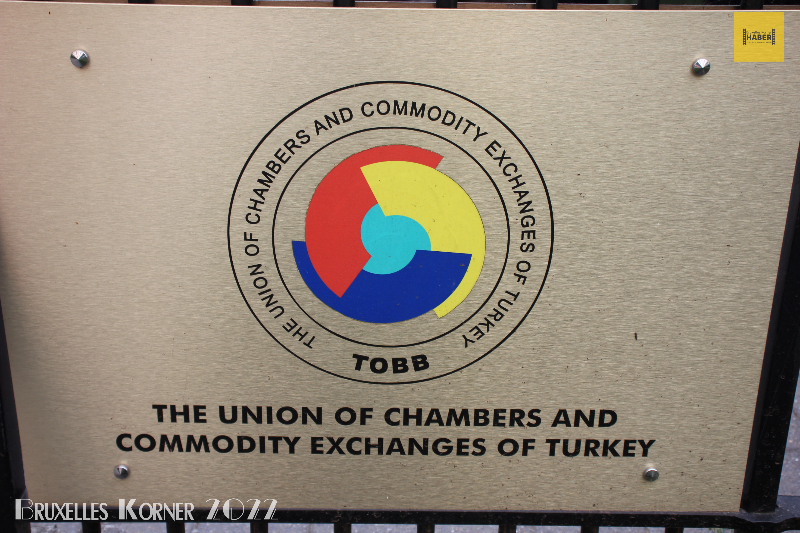 HABER
THE UNION OF CHAMBERS AND COMMODITY EXCHANGES OF TURKEY
TOBB
THE UNION OF CHAMBERS AND
COMMODITY EXCHANGES OF TURKEY
BRUXELLES KORNER 2022